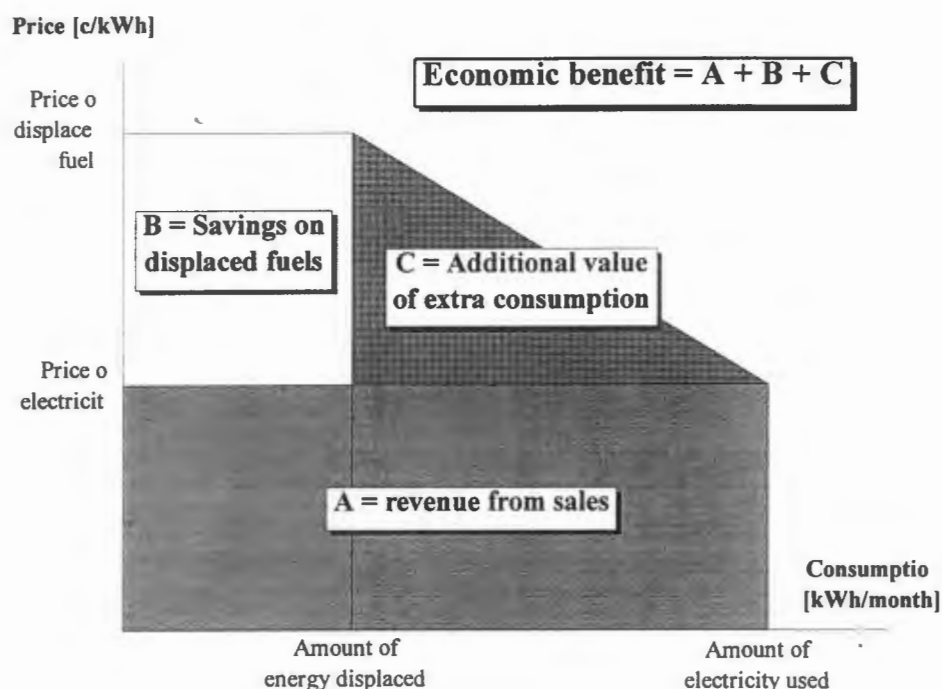 Price [c/kWh]
Economic benefit = A + B + C
Price o
displace
fuel
B = Savings on
displaced fuels
C = Additional value
of extra consumption
Price o
electricit
A = revenue from sales
Consumptio
[kWh/month]
Amount of
energy displaced
Amount of
electricity used